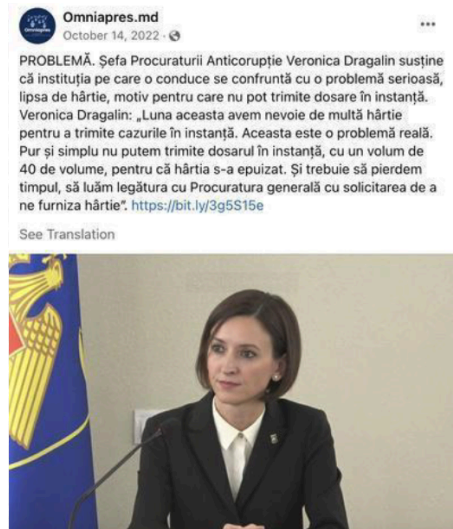 Omniapres.md
October 14, 2022 ·
PROBLEMĂ. Șefa Procuraturii Anticorupție Veronica Dragalin susține
că instituția pe care o conduce se confruntă cu o problemă serioasă,
lipsa de hârtie, motiv pentru care nu pot trimite dosare în instanță.
Veronica Dragalin: „Luna aceasta avem nevoie de multă hârtie
pentru a trimite cazurile în instanță. Aceasta este o problemă reală.
Pur și simplu nu putem trimite dosarul în instanță, cu un volum de
40 de volume, pentru că hârtia s-a epuizat. Și trebuie să pierdem
timpul, să luăm legătura cu Procuratura generală cu solicitarea de a
ne furniza hârtie“. https://bit.ly/3g5S15e
See Translation